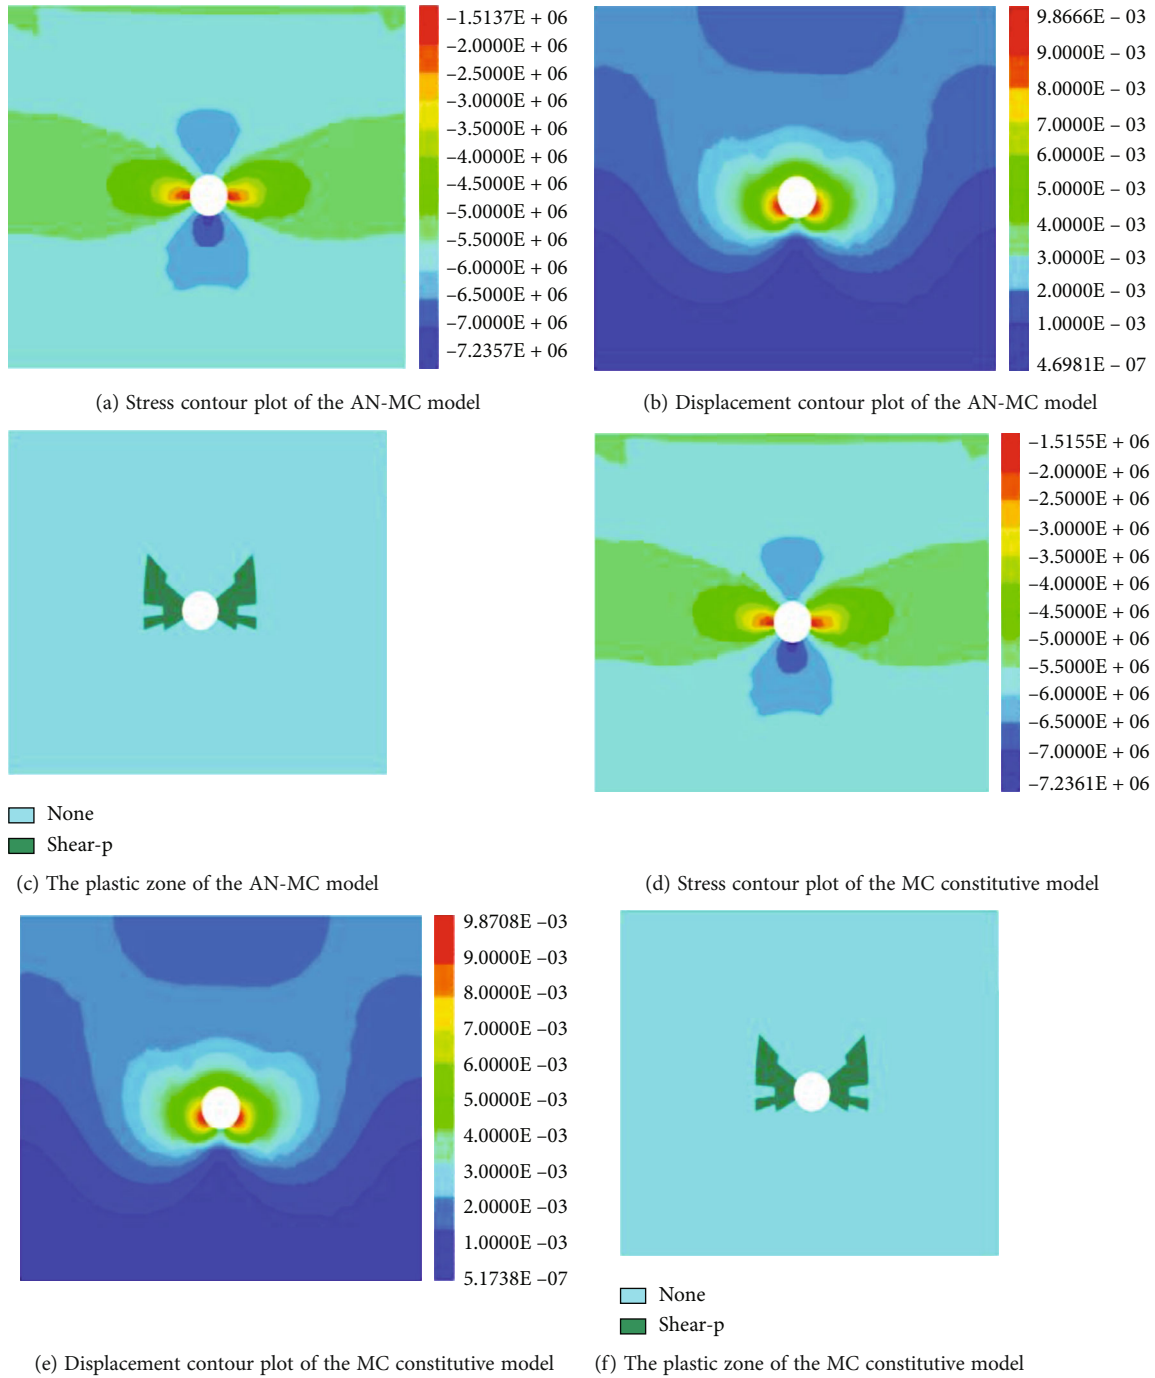 −1.5137E + 06
−2.0000E + 06
−2.5000E + 06
−3.0000E + 06
−3.5000E + 06
−4.0000E + 06
−4.5000E + 06
−5.0000E + 06
−5.5000E + 06
−6.0000E + 06
−6.5000E + 06
−7.0000E + 06
−7.2357E + 06
(a) Stress contour plot of the AN-MC model
9.8666E − 03
9.0000E − 03
8.0000E − 03
7.0000E − 03
6.0000E − 03
5.0000E − 03
4.0000E − 03
3.0000E − 03
2.0000E − 03
1.0000E − 03
4.6981E − 07
(b) Displacement contour plot of the AN-MC model
None
Shear-p
(c) The plastic zone of the AN-MC model
−1.5155E + 06
−2.0000E + 06
−2.5000E + 06
−3.0000E + 06
−3.5000E + 06
−4.0000E + 06
−4.5000E + 06
−5.0000E + 06
−5.5000E + 06
−6.0000E + 06
−6.5000E + 06
−7.0000E + 06
−7.2361E + 06
(d) Stress contour plot of the MC constitutive model
9.8708E −03
9.0000E −03
8.0000E −03
7.0000E −03
6.0000E −03
5.0000E −03
4.0000E −03
3.0000E −03
2.0000E −03
1.0000E −03
5.1738E −07
(e) Displacement contour plot of the MC constitutive model
None
Shear-p
(f) The plastic zone of the MC constitutive model